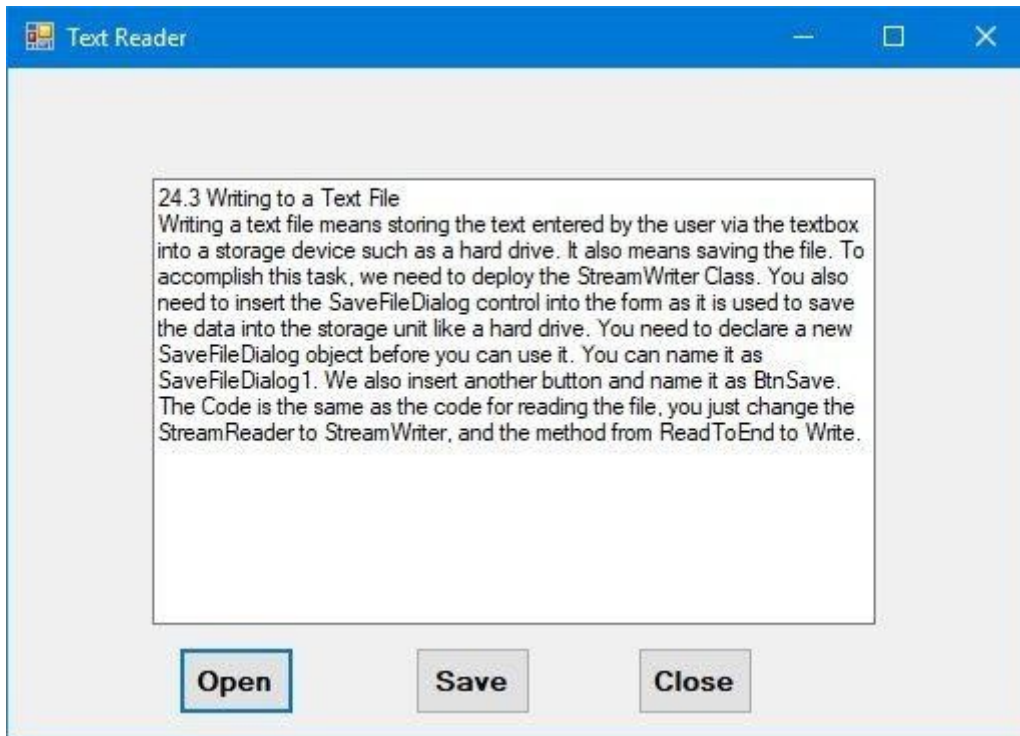 Text Reader
24.3 Writing to a Text File
Writing a text file means storing the text entered by the user via the textbox
into a storage device such as a hard drive. It also means saving the file. To
accomplish this task, we need to deploy the StreamWriter Class. You also
need to insert the SaveFileDialog control into the form as it is used to save
the data into the storage unit like a hard drive. You need to declare a new
SaveFileDialog object before you can use it. You can name it as
SaveFileDialog1. We also insert another button and name it as BtnSave.
The Code is the same as the code for reading the file, you just change the
StreamReader to StreamWriter, and the method from ReadToEnd to Write.
Open Save Close